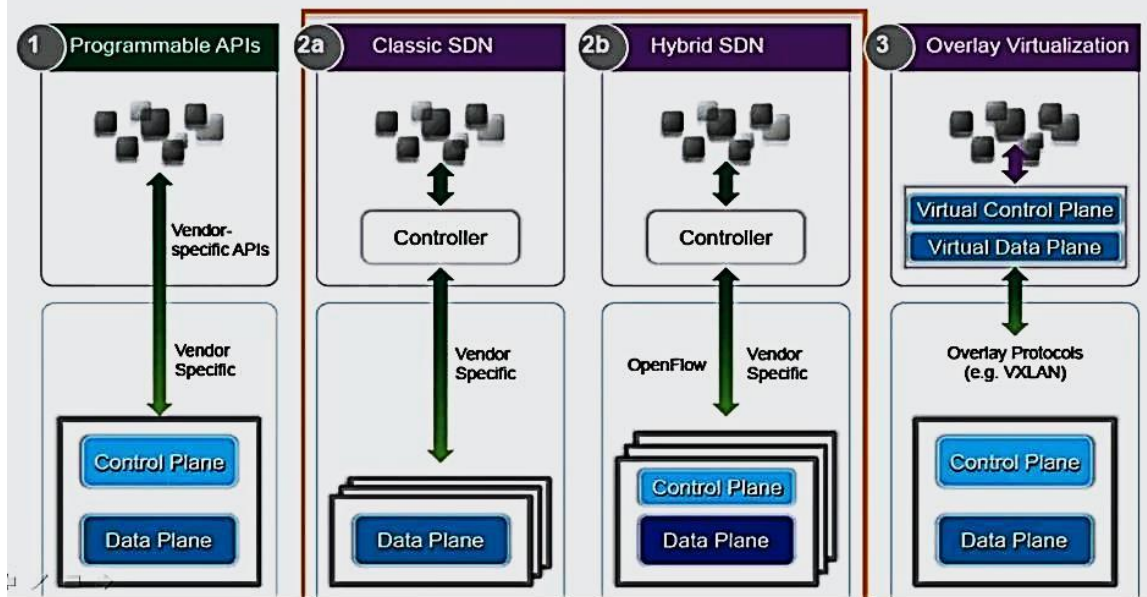 1 Programmable APIs
Vendor-
specific APIs
Vendor
Specific
Control Plane
Data Plane
2a Classic SDN
Controller
Vendor
Specific
Data Plane
2b Hybrid SDN
Controller
OpenFlow
Vendor
Specific
Control Plane
Data Plane
3 Overlay Virtualization
Virtual Control Plane
Virtual Data Plane
Overlay Protocols
(e.g. VXLAN)
Control Plane
Data Plane